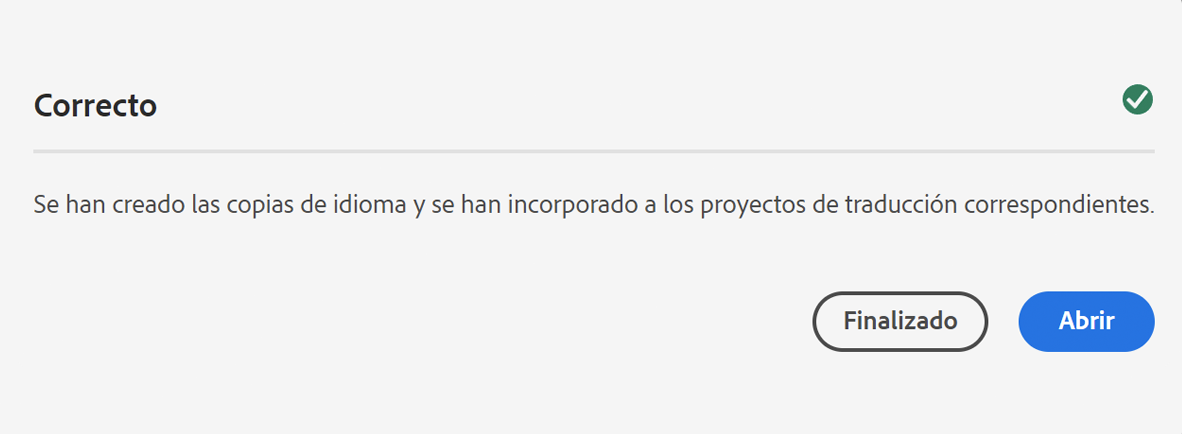 Correcto
Se han creado las copias de idioma y se han incorporado a los proyectos de traducción correspondientes.
Finalizado
Abrir